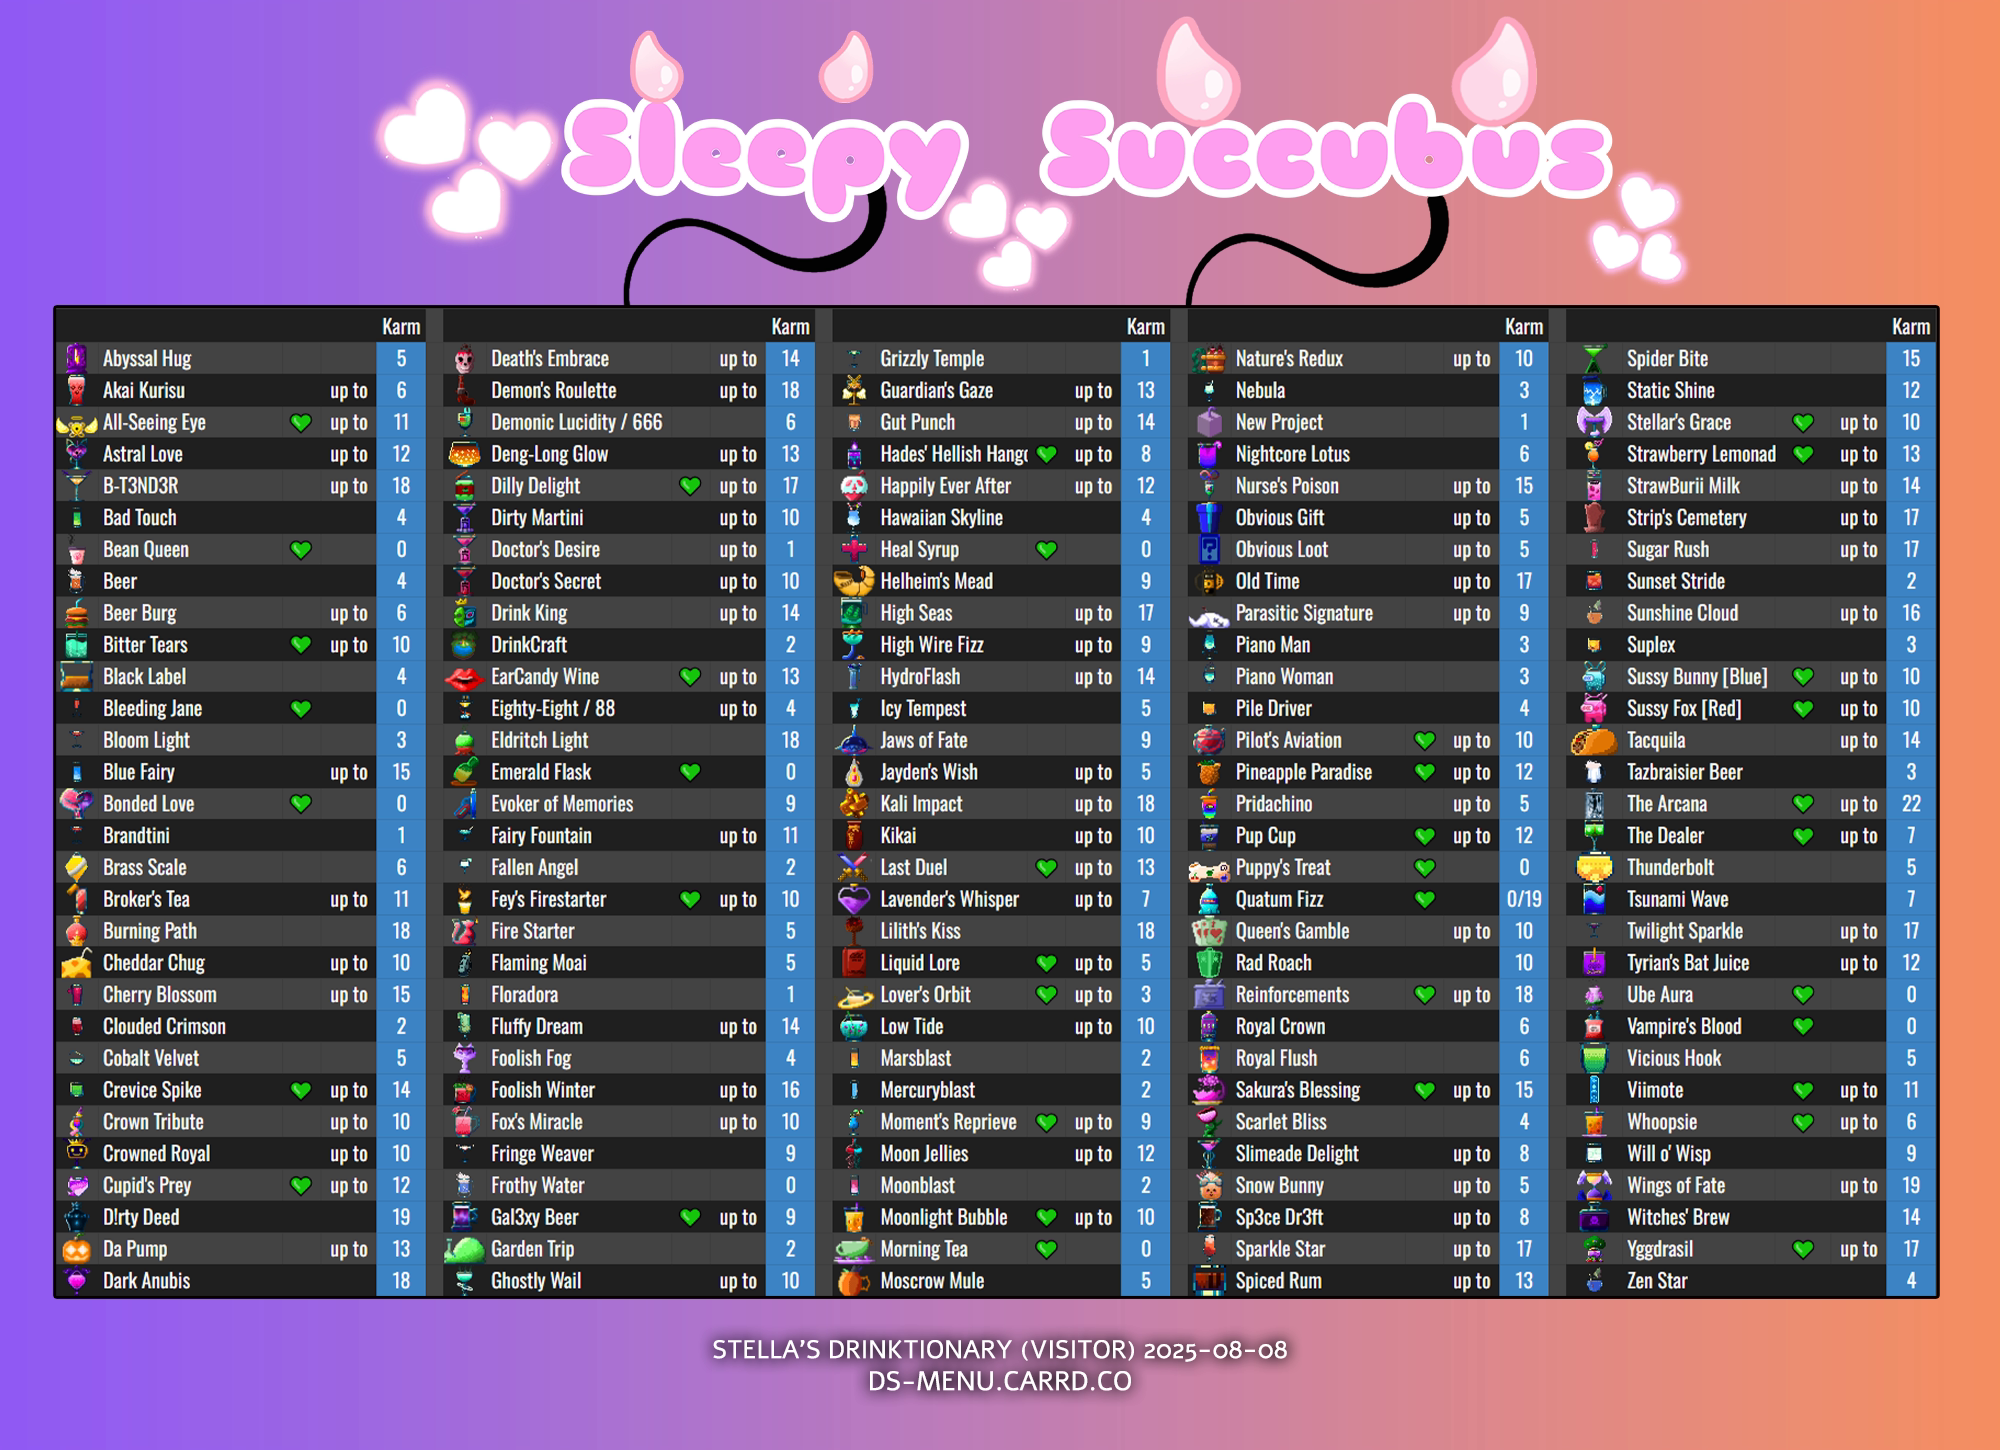 Sleepy Succubus
Karm
Abyssal Hug 5
Akai Kurisu up to 6
All-Seeing Eye up to 11
Astral Love up to 12
B-T3ND3R up to 18
Bad Touch 4
Bean Queen 0
Beer 4
Beer Burg up to 6
Bitter Tears up to 10
Black Label 4
Bleeding Jane 0
Bloom Light 3
Blue Fairy up to 15
Bonded Love 0
Brandtini 1
Brass Scale 6
Broker's Tea up to 11
Burning Path 18
Cheddar Chug up to 10
Cherry Blossom up to 15
Clouded Crimson 2
Cobalt Velvet 5
Crevice Spike up to 14
Crown Tribute up to 10
Crowned Royal up to 10
Cupid's Prey up to 12
D!rty Deed 19
Da Pump up to 13
Dark Anubis 18
Karm
Death's Embrace up to 14
Demon's Roulette up to 18
Demonic Lucidity / 666 6
Deng-Long Glow up to 13
Dilly Delight up to 17
Dirty Martini up to 10
Doctor's Desire up to 1
Doctor's Secret up to 10
Drink King up to 14
DrinkCraft 2
EarCandy Wine up to 13
Eighty-Eight / 88 up to 4
Eldritch Light 18
Emerald Flask 0
Evoker of Memories 9
Fairy Fountain up to 11
Fallen Angel 2
Fey's Firestarter up to 10
Fire Starter 5
Flaming Moai 5
Floradora 1
Fluffy Dream up to 14
Foolish Fog 4
Foolish Winter up to 16
Fox's Miracle up to 10
Fringe Weaver 9
Frothy Water 0
Gal3xy Beer up to 9
Garden Trip 2
Ghostly Wail up to 10
Karm
Grizzly Temple 1
Guardian's Gaze up to 13
Gut Punch up to 14
Hades' Hellish Hang up to 8
Happily Ever After up to 12
Hawaiian Skyline 4
Heal Syrup 0
Helheim's Mead 9
High Seas up to 17
High Wire Fizz up to 9
HydroFlash up to 14
Icy Tempest 5
Jaws of Fate 9
Jayden's Wish up to 5
Kali Impact up to 18
Kikai up to 10
Last Duel up to 13
Lavender's Whisper up to 7
Lilith's Kiss 18
Liquid Lore up to 5
Lover's Orbit up to 3
Low Tide up to 10
Marsblast 2
Mercuryblast 2
Moment's Reprieve up to 9
Moon Jellies up to 12
Moonblast 2
Moonlight Bubble up to 10
Morning Tea 0
Moscrow Mule 5
Karm
Nature's Redux up to 10
Nebula 3
New Project 1
Nightcore Lotus 6
Nurse's Poison up to 15
Obvious Gift up to 5
Obvious Loot up to 5
Old Time up to 17
Parasitic Signature up to 9
Piano Man 3
Piano Woman 3
Pile Driver 4
Pilot's Aviation up to 10
Pineapple Paradise up to 12
Pridachino up to 5
Pup Cup up to 12
Puppy's Treat 0
Quatum Fizz 0/19
Queen's Gamble up to 10
Rad Roach 10
Reinforcements up to 18
Royal Crown 6
Royal Flush 6
Sakura's Blessing up to 15
Scarlet Bliss 4
Slimeade Delight up to 8
Snow Bunny up to 5
Sp3ce Dr3ft up to 8
Sparkle Star up to 17
Spiced Rum up to 13
Karm
Spider Bite 15
Static Shine 12
Stellar's Grace up to 10
Strawberry Lemonad up to 13
StrawBurii Milk up to 14
Strip's Cemetery up to 17
Sugar Rush up to 17
Sunset Stride 2
Sunshine Cloud up to 16
Suplex 3
Sussy Bunny [Blue] up to 10
Sussy Fox [Red] up to 10
Tacquila up to 14
Tazbraisier Beer 3
The Arcana up to 22
The Dealer up to 7
Thunderbolt 5
Tsunami Wave 7
Twilight Sparkle up to 17
Tyrian's Bat Juice up to 12
Ube Aura 0
Vampire's Blood 0
Vicious Hook 5
Viimote up to 11
Whoopsie up to 6
Will o' Wisp 9
Wings of Fate up to 19
Witches' Brew 14
Yggdrasil up to 17
Zen Star 4
STELLA'S DRINKTIONARY (VISITOR) 2025-08-08
DS-MENU.CARRD.CO